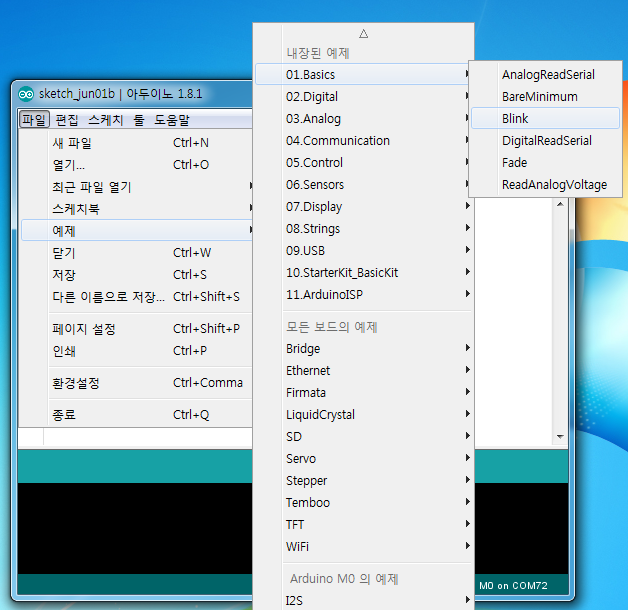 sketch_jun01b | 아두이노 1.8.1
파일 편집 스케치 툴 도움말
새 파일 Ctrl+N
열기... Ctrl+O
최근 파일 열기
스케치북
예제
닫기 Ctrl+W
저장 Ctrl+S
다른 이름으로 저장... Ctrl+Shift+S
페이지 설정 Ctrl+Shift+P
인쇄 Ctrl+P
환경설정 Ctrl+Comma
종료 Ctrl+Q
내장된 예제
01.Basics
02.Digital
03.Analog
04.Communication
05.Control
06.Sensors
07.Display
08.Strings
09.USB
10.StarterKit_BasicKit
11.ArduinoISP
모든 보드의 예제
Bridge
Ethernet
Firmata
LiquidCrystal
SD
Servo
Stepper
Temboo
TFT
WiFi
Arduino M0 의 예제
I2S
AnalogReadSerial
BareMinimum
Blink
DigitalReadSerial
Fade
ReadAnalogVoltage
M0 on COM72